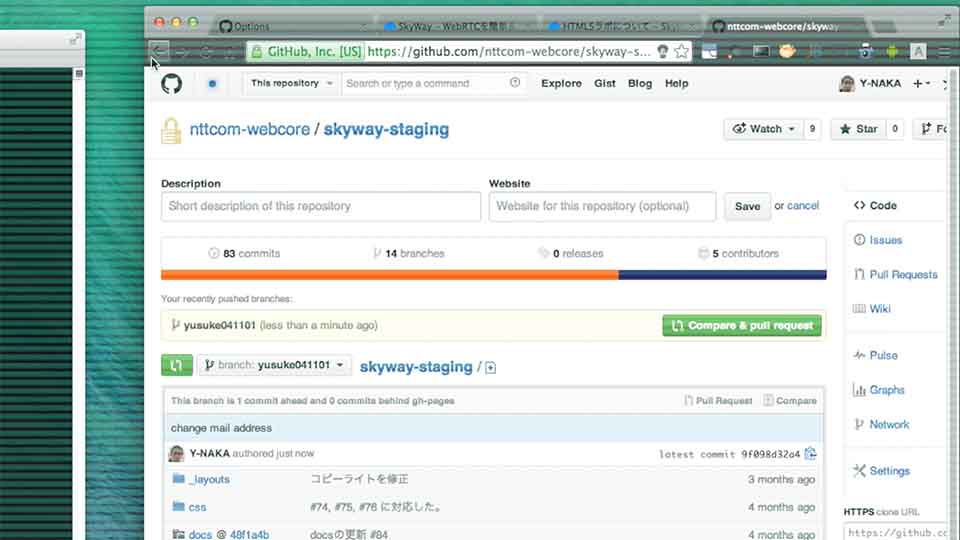 Options
SkyWay – WebRTCを簡単
HTML5ラボについて – Sky
nttcom-webcore/skyway
GitHub, Inc. [US] https://github.com/nttcom-webcore/skyway-s...
This repository Search or type a command Explore Gist Blog Help Y-NAKA
nttcom-webcore / skyway-staging
Watch 9 Star 0
Description Website
Short description of this repository Website for this repository (optional) Save or cancel
83 commits 14 branches 0 releases 5 contributors
Your recently pushed branches:
yusuke041101 (less than a minute ago) Compare & pull request
branch: yusuke041101 skyway-staging /
This branch is 1 commit ahead and 0 commits behind gh-pages Pull Request Compare
change mail address
Y-NAKA authored just now latest commit 9f098d32a4
_layouts コピーライトを修正 3 months ago
css #74, #75, #76 に対応した。 4 months ago
docs @ 48f1a4b docsの更新 #84 4 months ago
Code
Issues
Pull Requests
Wiki
Pulse
Graphs
Network
Settings
HTTPS clone URL
https://github.co